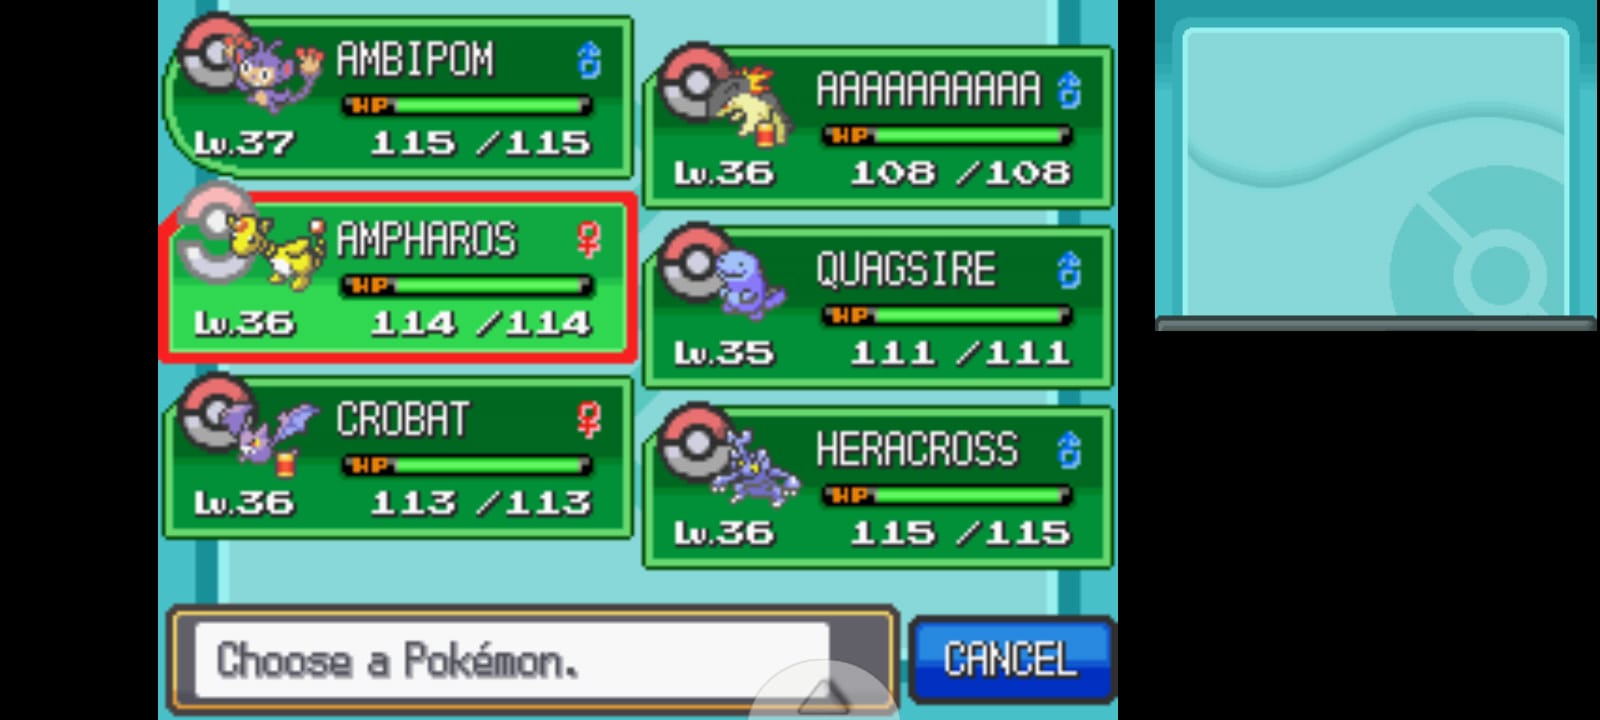 AMBIPOM ♂
HP
Lv.37 115 /115
AAAAAAAAAA ♂
HP
Lv.36 108 /108
AMPHAROS ♀
HP
Lv.36 114 /114
QUAGSIRE ♂
HP
Lv.35 111 /111
CROBAT ♀
HP
Lv.36 113 /113
HERACROSS ♂
HP
Lv.36 115 /115
Choose a Pokémon.
CANCEL